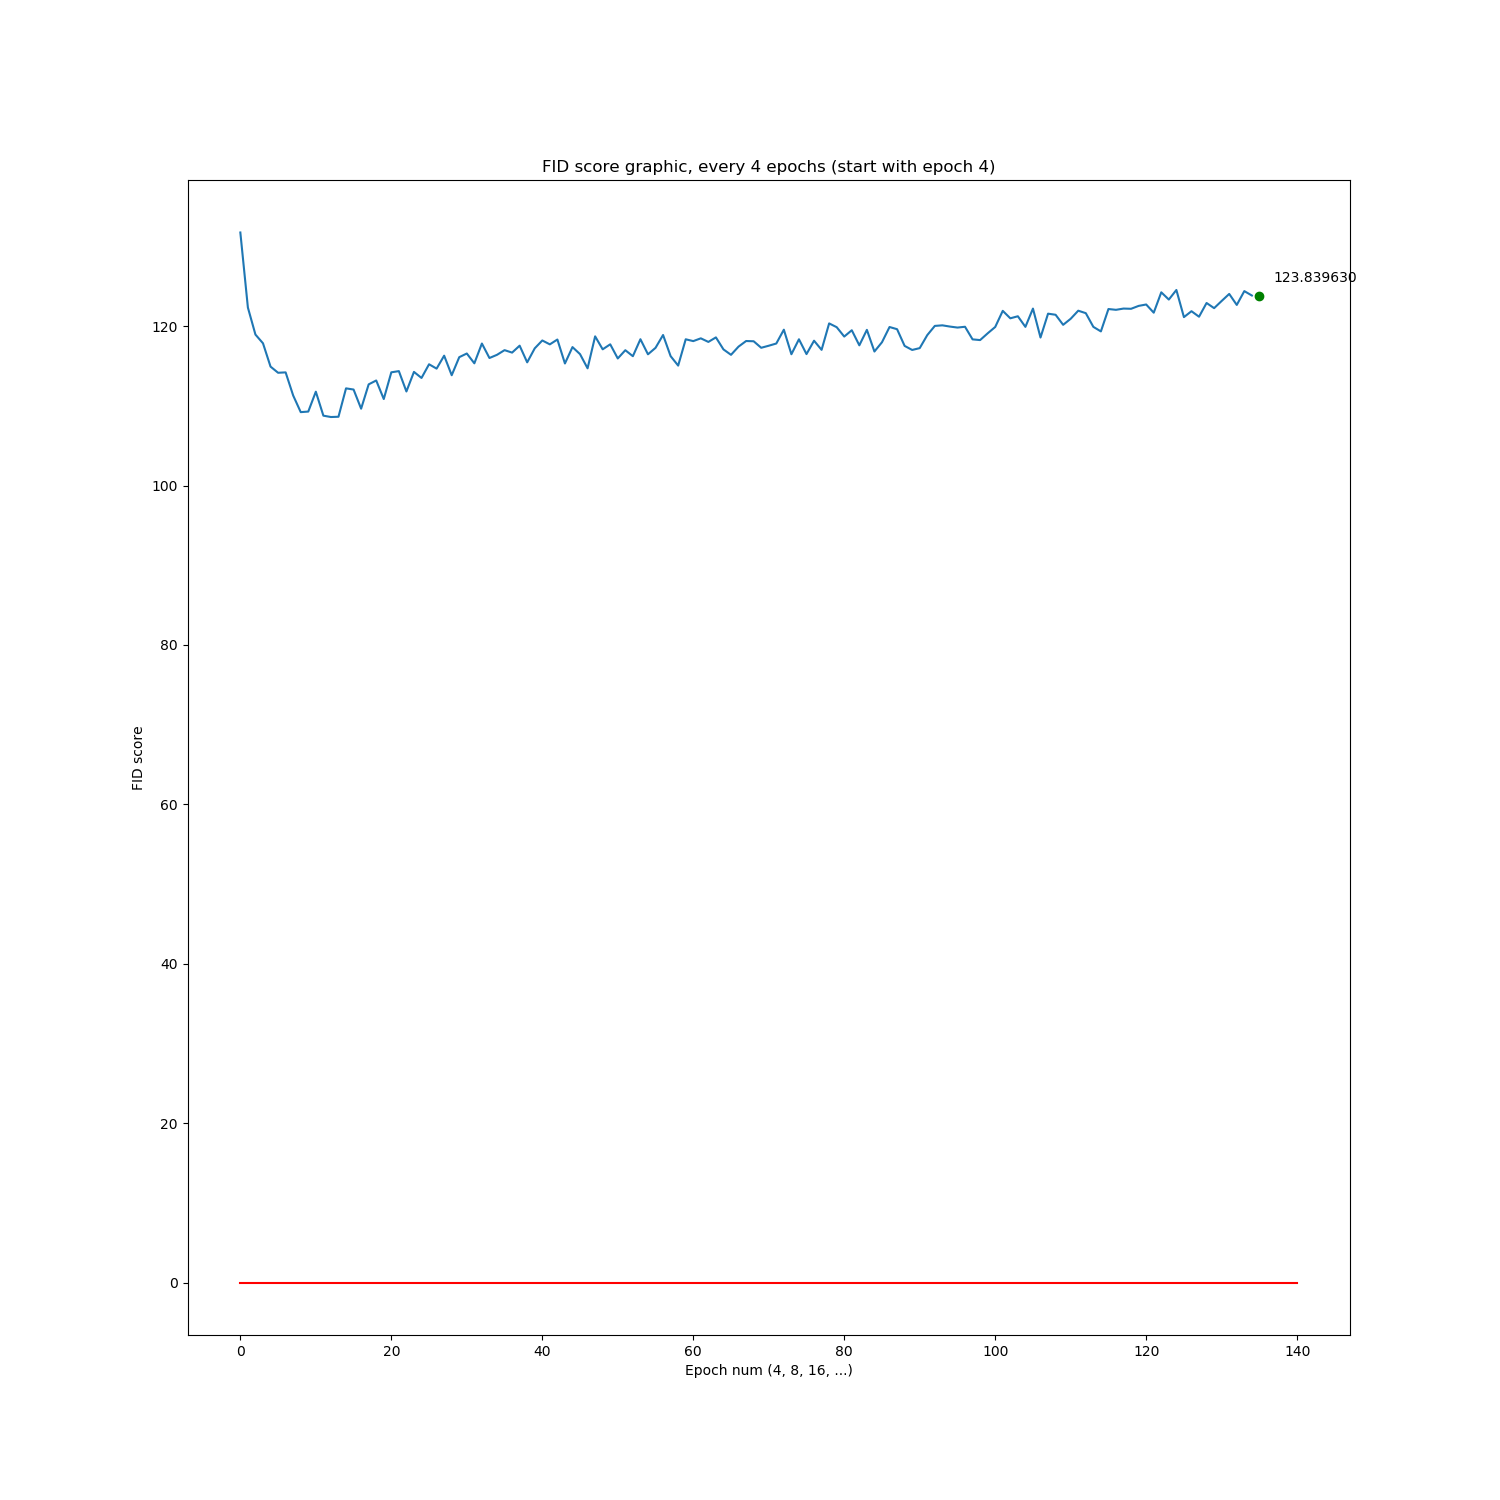 FID score graphic, every 4 epochs (start with epoch 4)
123.839630
120
100
80
60
40
20
0
FID score
0 20 40 60 80 100 120 140
Epoch num (4, 8, 16, ...)